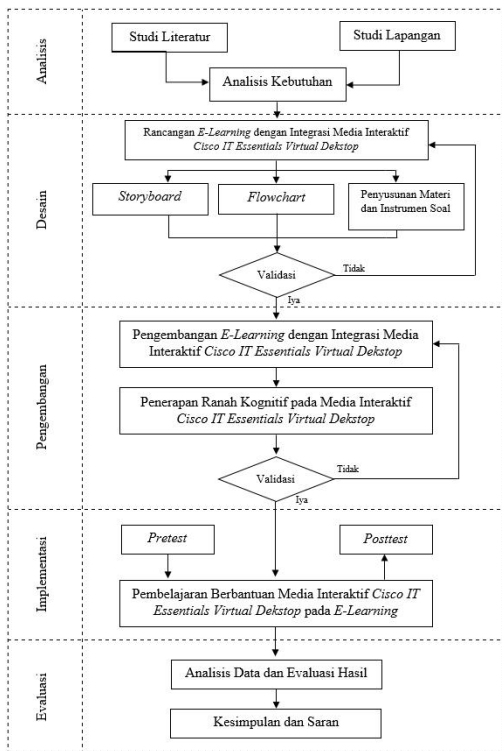 Analisis
Studi Literatur
Studi Lapangan
Analisis Kebutuhan
Desain
Rancangan E-Learning dengan Integrasi Media Interaktif
Cisco IT Essentials Virtual Dekstop
Storyboard
Flowchart
Penyusunan Materi
dan Instrumen Soal
Validasi
Tidak
Iya
Pengembangan
Pengembangan E-Learning dengan Integrasi Media
Interaktif Cisco IT Essentials Virtual Dekstop
Penerapan Ranah Kognitif pada Media Interaktif
Cisco IT Essentials Virtual Dekstop
Validasi
Tidak
Iya
Implementasi
Pretest
Posttest
Pembelajaran Berbantuan Media Interaktif Cisco IT
Essentials Virtual Dekstop pada E-Learning
Evaluasi
Analisis Data dan Evaluasi Hasil
Kesimpulan dan Saran